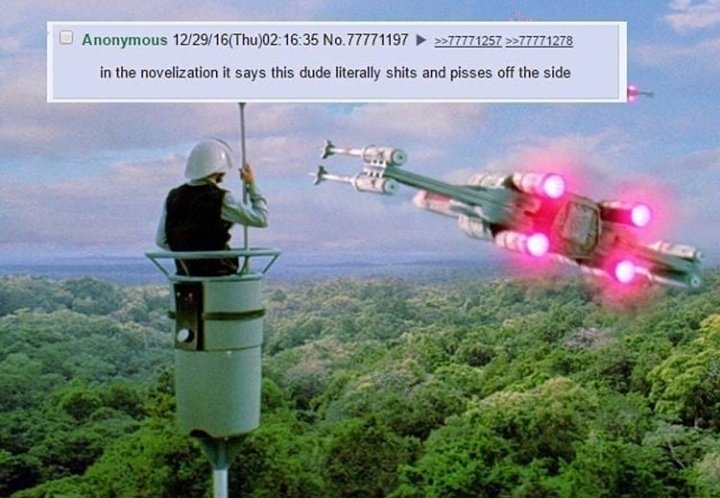 Anonymous 12/29/16(Thu)02:16:35 No.77771197 ▶ >>77771257 >>77771278
in the novelization it says this dude literally shits and pisses off the side